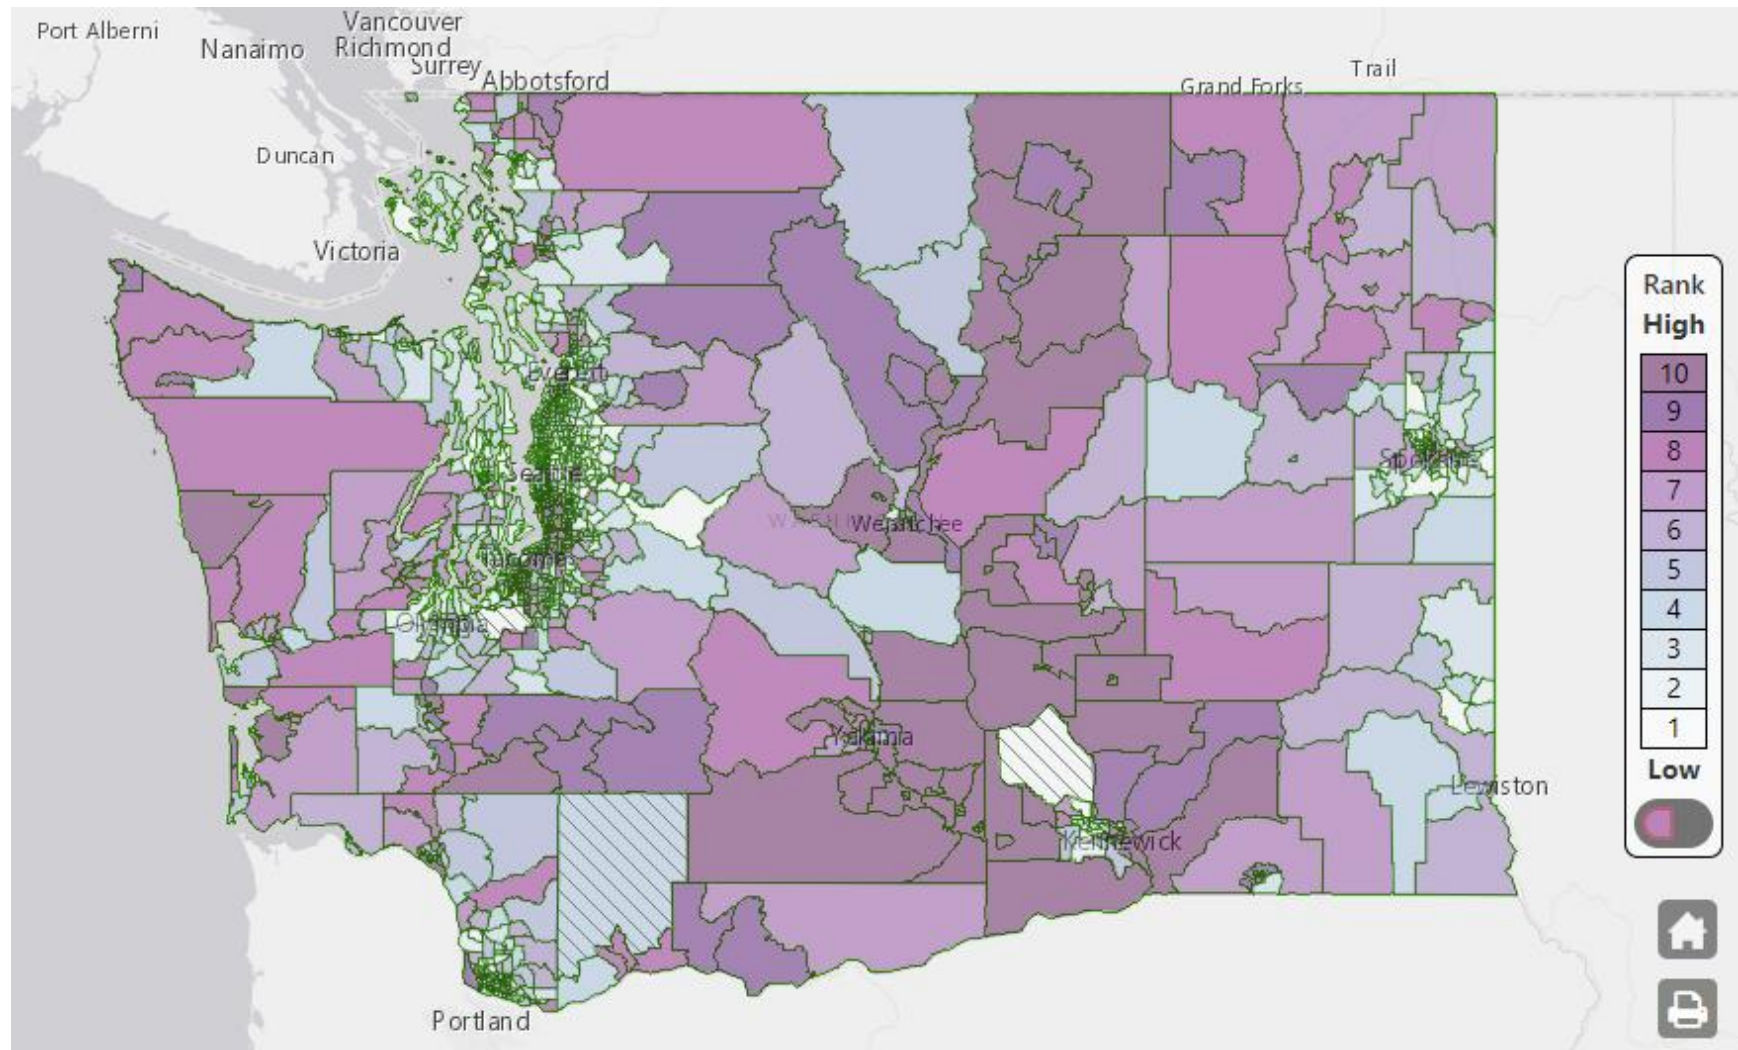 Port Alberni
Vancouver
Nanaimo
Richmond
Surrey
Abbotsford
Trail
Grand Forks
Duncan
Victoria
Everett
Seattle
Spokane
Wenatchee
Tacoma
Olympia
Yakima
Lewiston
Kennewick
Portland
Rank
High
10
9
8
7
6
5
4
3
2
1
Low